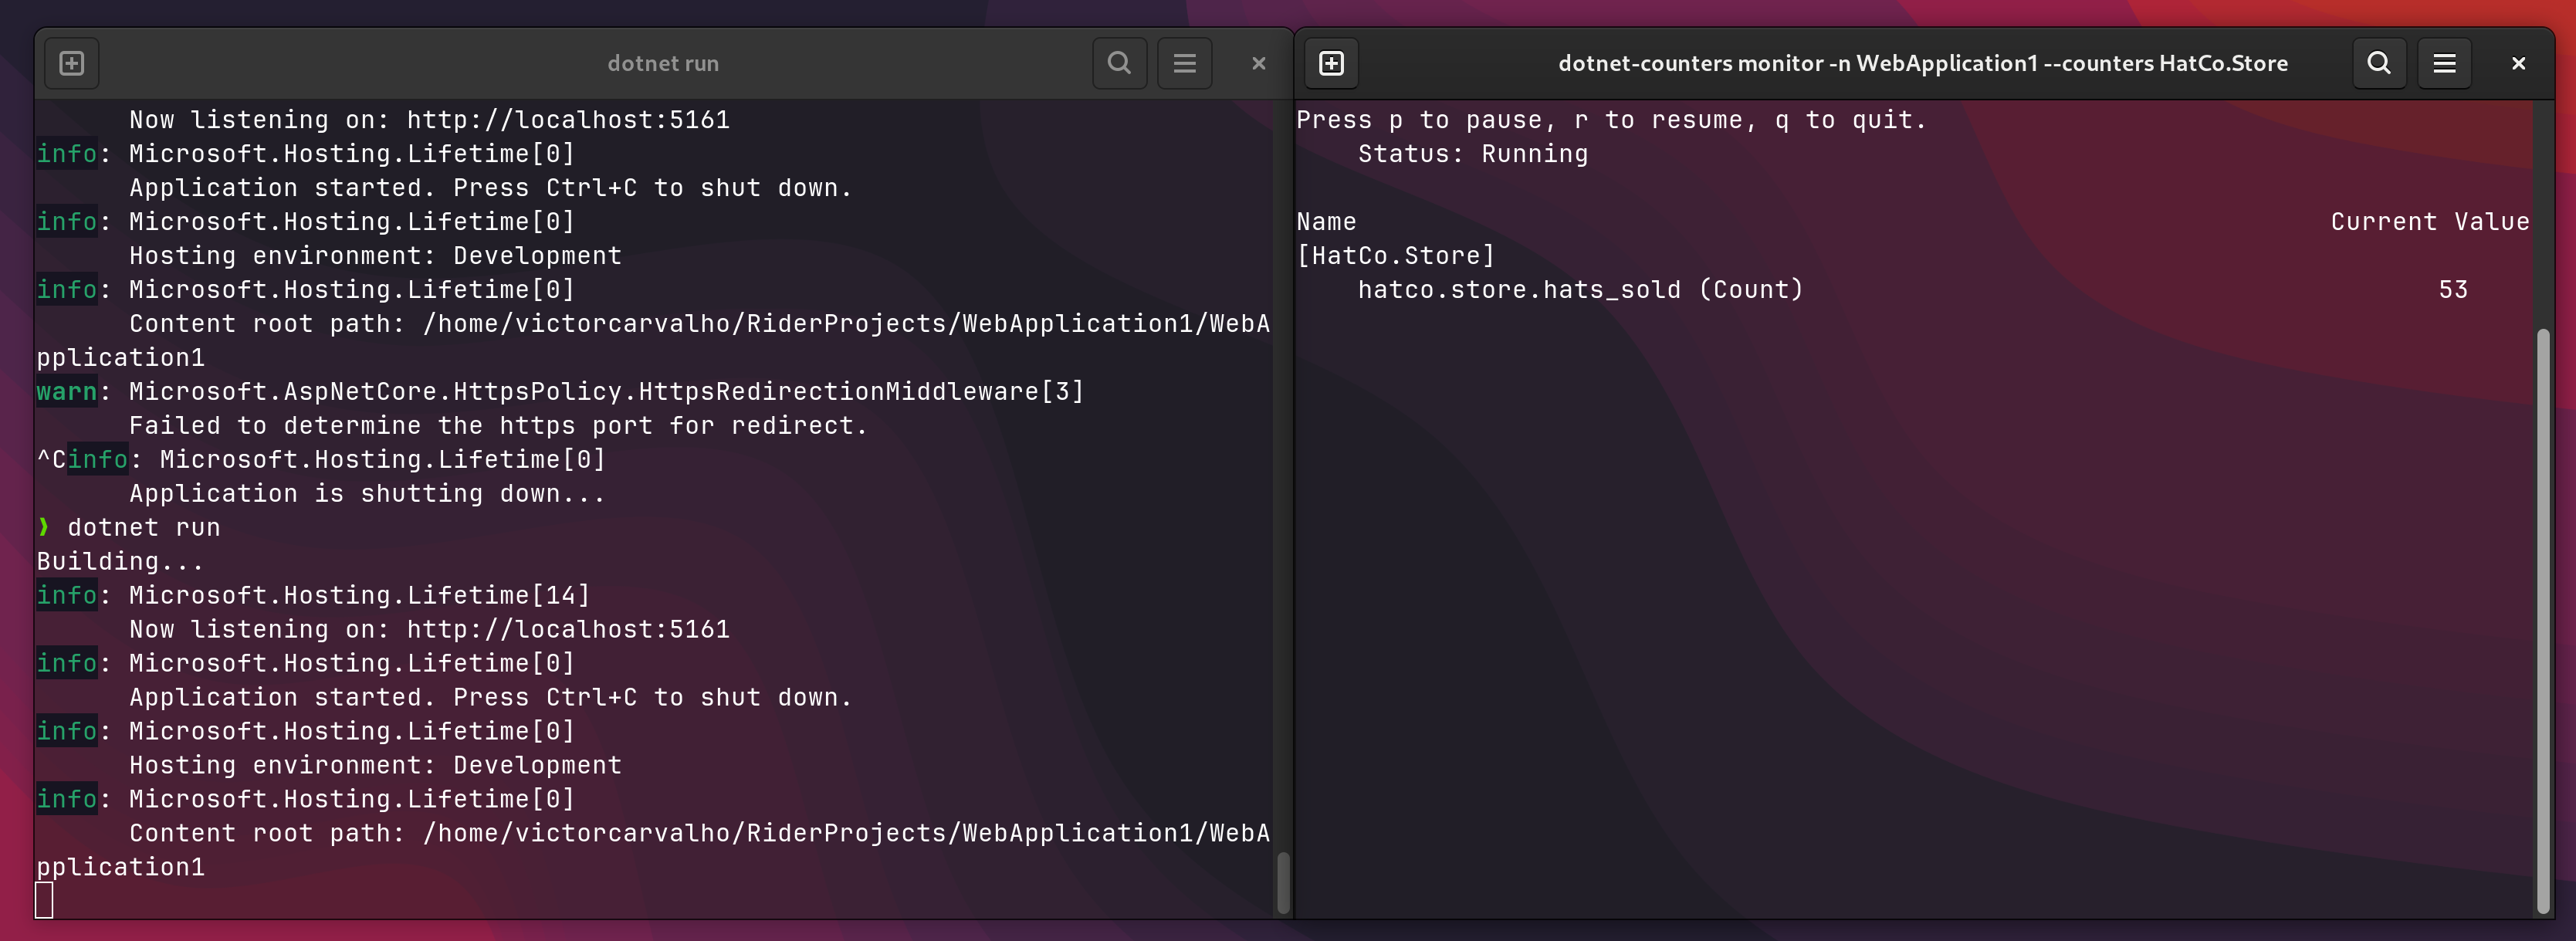 dotnet run
Now listening on: http://localhost:5161
info: Microsoft.Hosting.Lifetime[0]
Application started. Press Ctrl+C to shut down.
info: Microsoft.Hosting.Lifetime[0]
Hosting environment: Development
info: Microsoft.Hosting.Lifetime[0]
Content root path: /home/victorcarvalho/RiderProjects/WebApplication1/WebA
pplication1
warn: Microsoft.AspNetCore.HttpsPolicy.HttpsRedirectionMiddleware[3]
Failed to determine the https port for redirect.
^Cinfo: Microsoft.Hosting.Lifetime[0]
Application is shutting down...
❯ dotnet run
Building...
info: Microsoft.Hosting.Lifetime[14]
Now listening on: http://localhost:5161
info: Microsoft.Hosting.Lifetime[0]
Application started. Press Ctrl+C to shut down.
info: Microsoft.Hosting.Lifetime[0]
Hosting environment: Development
info: Microsoft.Hosting.Lifetime[0]
Content root path: /home/victorcarvalho/RiderProjects/WebApplication1/WebA
pplication1
dotnet-counters monitor -n WebApplication1 --counters HatCo.Store
Press p to pause, r to resume, q to quit.
Status: Running
Name Current Value
[HatCo.Store]
hatco.store.hats_sold (Count) 53